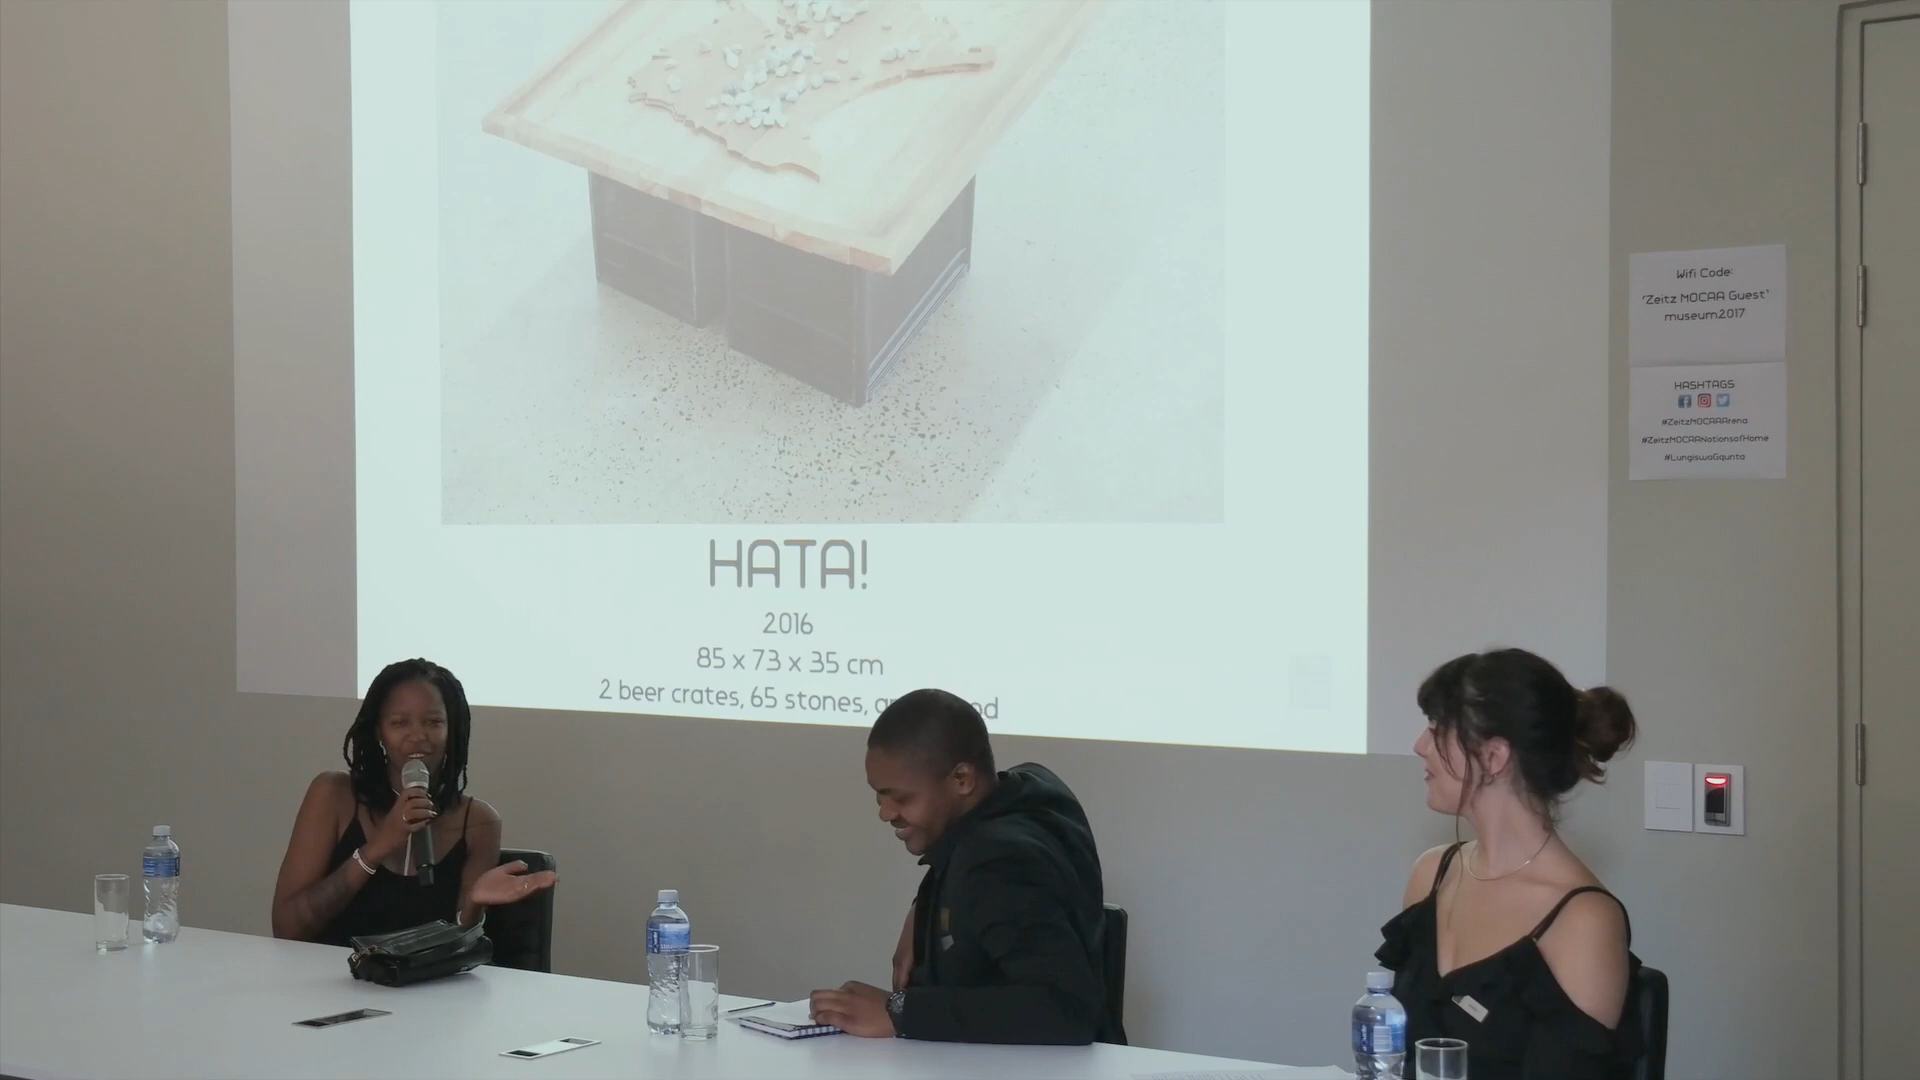 HATA!
2016
85 x 73 x 35 cm
2 beer crates, 65 stones,
Wifi Code:
'Zeitz MOCAA Guest'
museum2017
HASHTAGS
#ZeitzMOCAAArena
#ZeitzMOCAANotionsofHome
#LungiswaGqunta